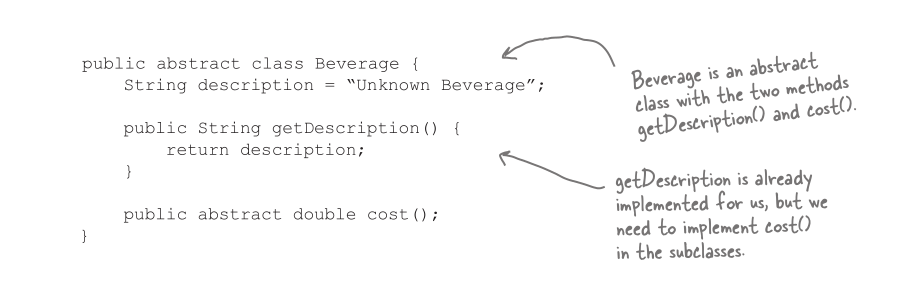 public abstract class Beverage {
String description = “Unknown Beverage”;
public String getDescription() {
return description;
}
public abstract double cost();
}
Beverage is an abstract
class with the two methods
getDescription() and cost().
getDescription is already
implemented for us, but we
need to implement cost()
in the subclasses.